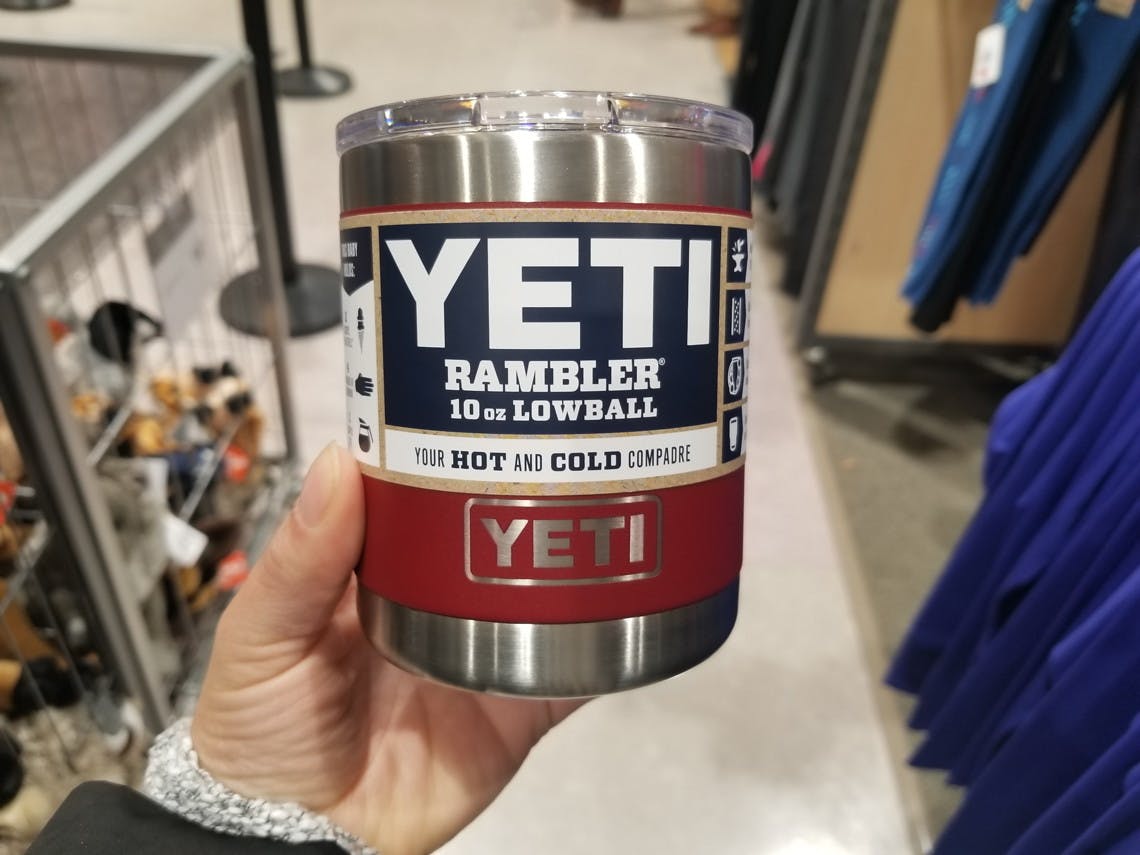 YETI
RAMBLER®
10 oz LOWBALL
YOUR HOT AND COLD COMPADRE
YETI